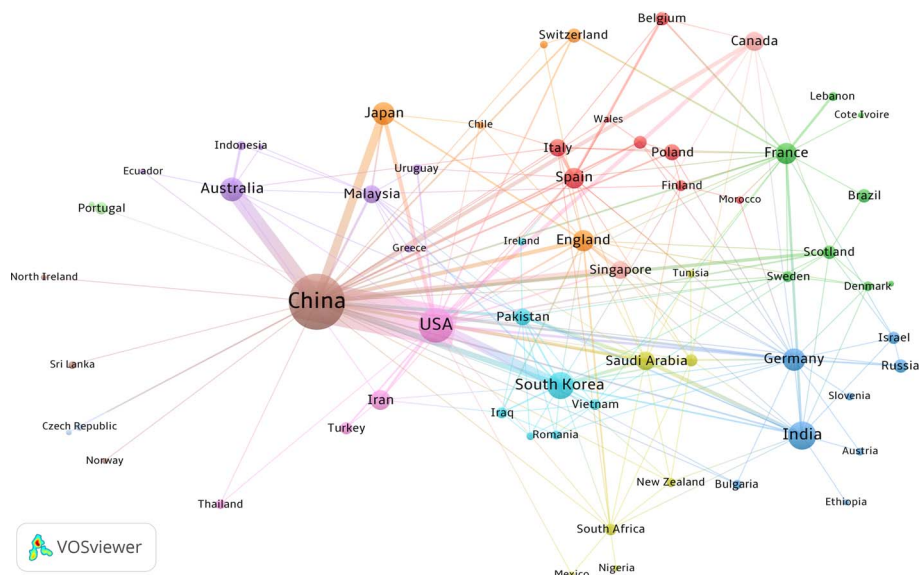 Belgium
Switzerland
Canada
Lebanon
Japan
Cote Ivoire
Chile
Wales
Indonesia
Italy
Poland
France
Ecuador
Uruguay
Australia
Malaysia
Spain
Finland
Brazil
Portugal
Morocco
Greece
Ireland
England
Scotland
North Ireland
Singapore
Tunisia
Sweden
Denmark
China
Pakistan
USA
Israel
Sri Lanka
Saudi Arabia
Germany
Russia
South Korea
Iran
Vietnam
Slovenia
Iraq
Czech Republic
Turkey
Romania
India
Norway
Austria
New Zealand
Bulgaria
Thailand
Ethiopia
South Africa
VOSviewer
Nigeria
Mexico